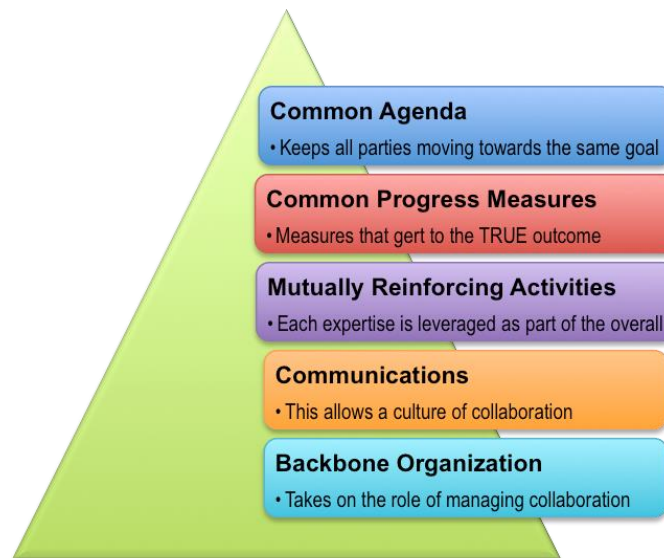 Common Agenda
• Keeps all parties moving towards the same goal
Common Progress Measures
• Measures that gert to the TRUE outcome
Mutually Reinforcing Activities
• Each expertise is leveraged as part of the overall
Communications
• This allows a culture of collaboration
Backbone Organization
• Takes on the role of managing collaboration